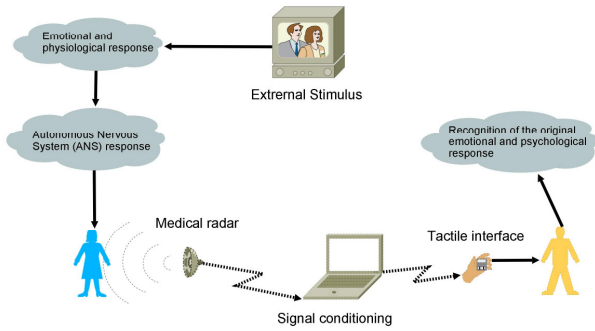 Emotional and
physiological response
Extrernal Stimulus
Autonomous Nervous
System (ANS) response
Recognition of the original
emotional and psychological
response
Medical radar
Tactile interface
Signal conditioning